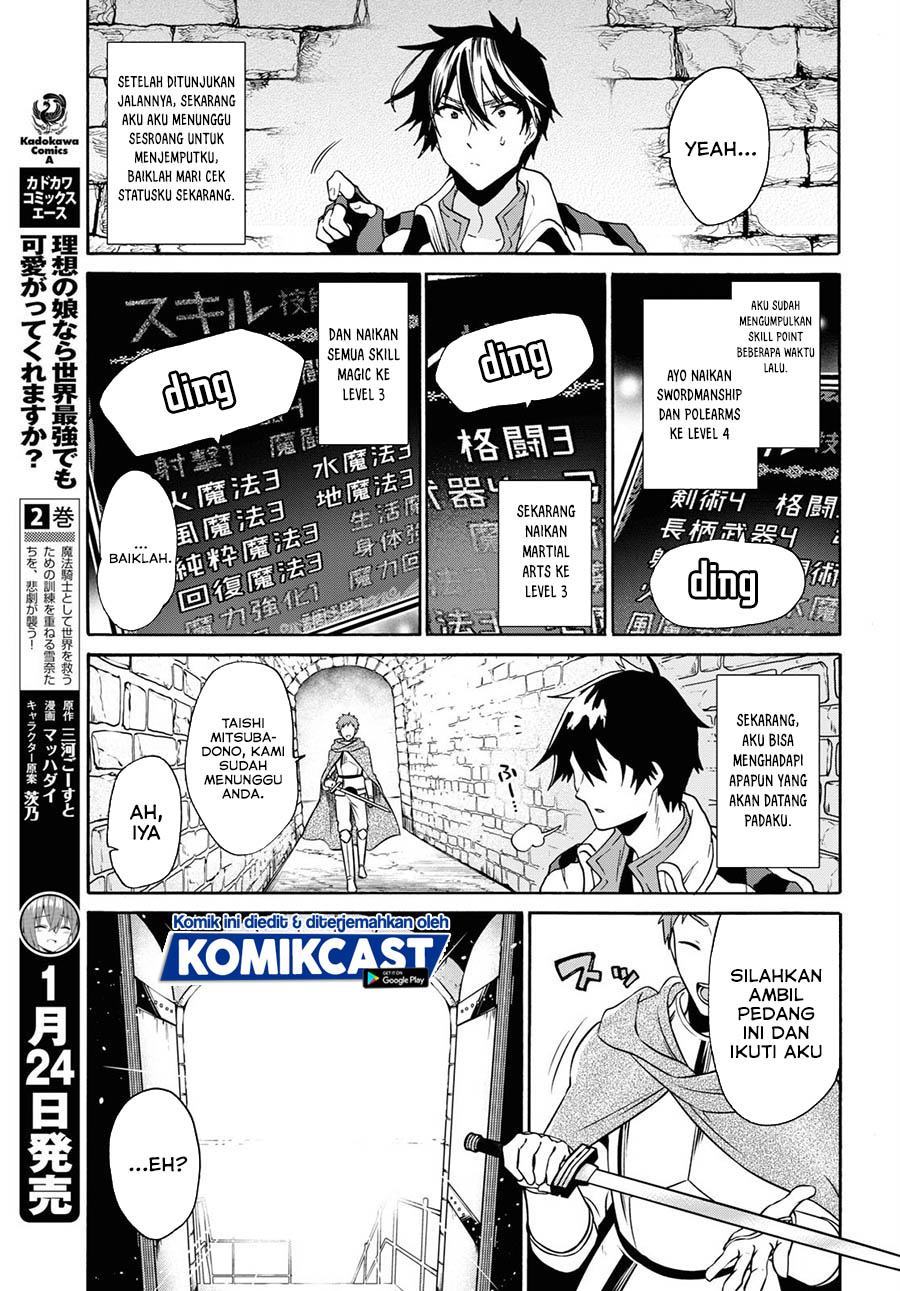 YEAH...
SETELAH DITUNJUKAN
JALANNYA, SEKARANG
AKU AKU MENUNGGU
SESROANG UNTUK
MENJEMPUTKU,
BAIKLAH MARI CEK
STATUSKU SEKARANG.
AKU SUDAH
MENGUMPULKAN
SKILL POINT
BEBERAPA WAKTU
LALU.
AYO NAIKAN
SWORDMANSHIP
DAN POLEARMS
KE LEVEL 4
剣術4
格闘
長柄武器4
ding
ding
格闘3
SEKARANG
NAIKAN
MARTIAL
ARTS KE
LEVEL 3
DAN NAIKAN
SEMUA SKILL
MAGIC KE
LEVEL 3
スキル
ding
射撃1
火魔法3 水魔法3
風魔法3 地魔法3
純粋魔法3
回復魔法3
魔力強化1
...
BAIKLAH.
SEKARANG,
AKU BISA
MENGHADAPI
APAPUN YANG
AKAN DATANG
PADAKU.
ふー
TAISHI
MITSUBA-
DONO, KAMI
SUDAH
MENUNGGU
ANDA.
AH,
IYA
SILAHKAN
AMBIL
PEDANG
INI DAN
IKUTI AKU
スッ
Komik ini diedit & diterjemahkan oleh
KOMIKCAST
GET IT ON
Google Play
...EH?
Kadokawa
Comics
A
カドカワ
コミックス
エース
理想の娘なら世界最強でも
可愛がってくれますか?
2巻
魔法騎士として世界を救う
ための訓練を重ねる雪奈た
ちを、悲劇が襲う!
原作 三河ごーすと
漫画 マッハダイ
キャラクター原案 茨乃
1月24日発売